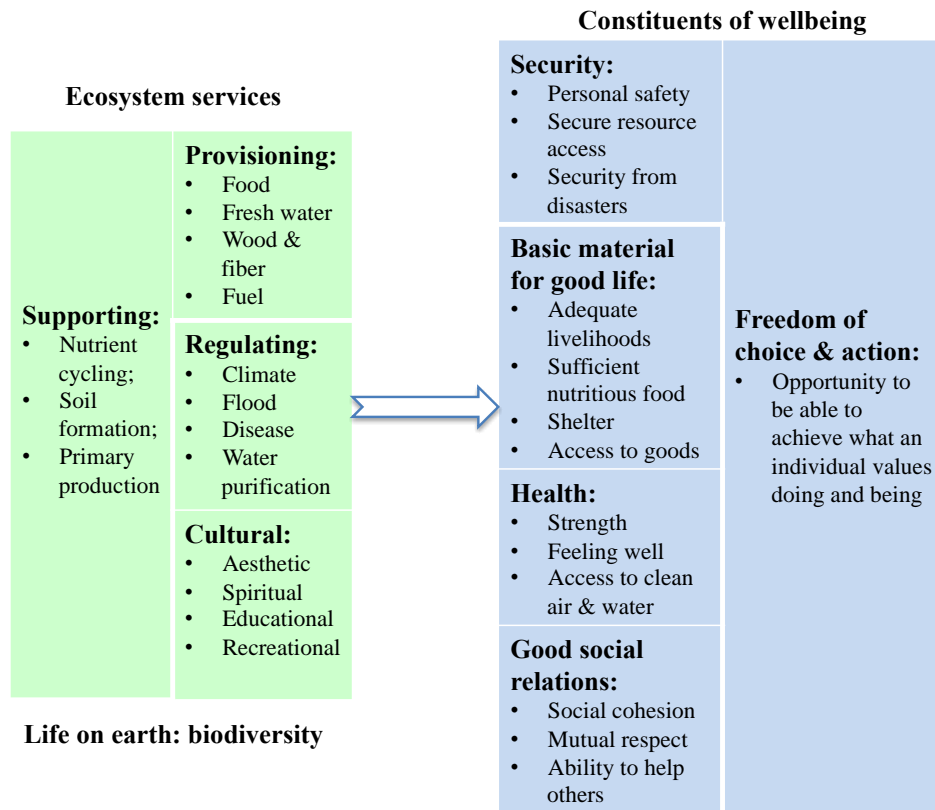 Ecosystem services
Supporting:
• Nutrient
cycling;
• Soil
formation;
• Primary
production
Provisioning:
• Food
• Fresh water
• Wood &
fiber
• Fuel
Regulating:
• Climate
• Flood
• Disease
• Water
purification
Cultural:
• Aesthetic
• Spiritual
• Educational
• Recreational
Life on earth: biodiversity
Constituents of wellbeing
Security:
• Personal safety
• Secure resource
access
• Security from
disasters
Basic material
for good life:
• Adequate
livelihoods
• Sufficient
nutritious food
• Shelter
• Access to goods
Health:
• Strength
• Feeling well
• Access to clean
air & water
Good social
relations:
• Social cohesion
• Mutual respect
• Ability to help
others
Freedom of
choice & action:
• Opportunity to
be able to
achieve what an
individual values
doing and being